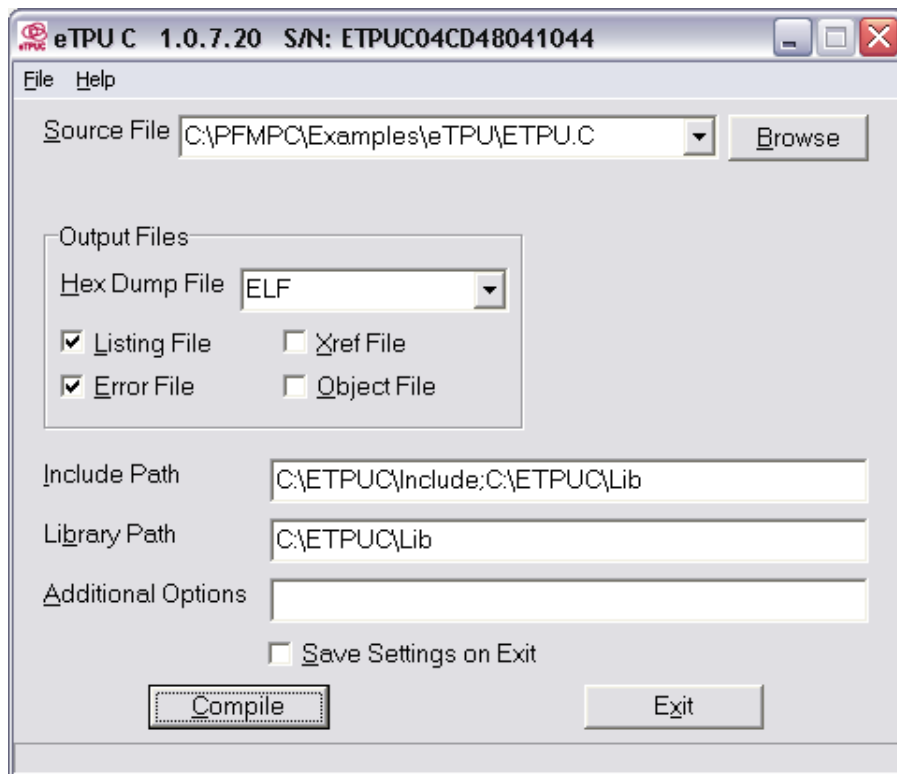 eTPU C 1.0.7.20 S/N: ETPUC04CD48041044
File Help
Source File C:\PFMPC\Examples\eTPU\ETPU.C Browse
Output Files
Hex Dump File ELF
Listing File Xref File
Error File Object File
Include Path C:\ETPUC\Include;C:\ETPUC\Lib
Library Path C:\ETPUC\Lib
Additional Options
Save Settings on Exit
Compile Exit